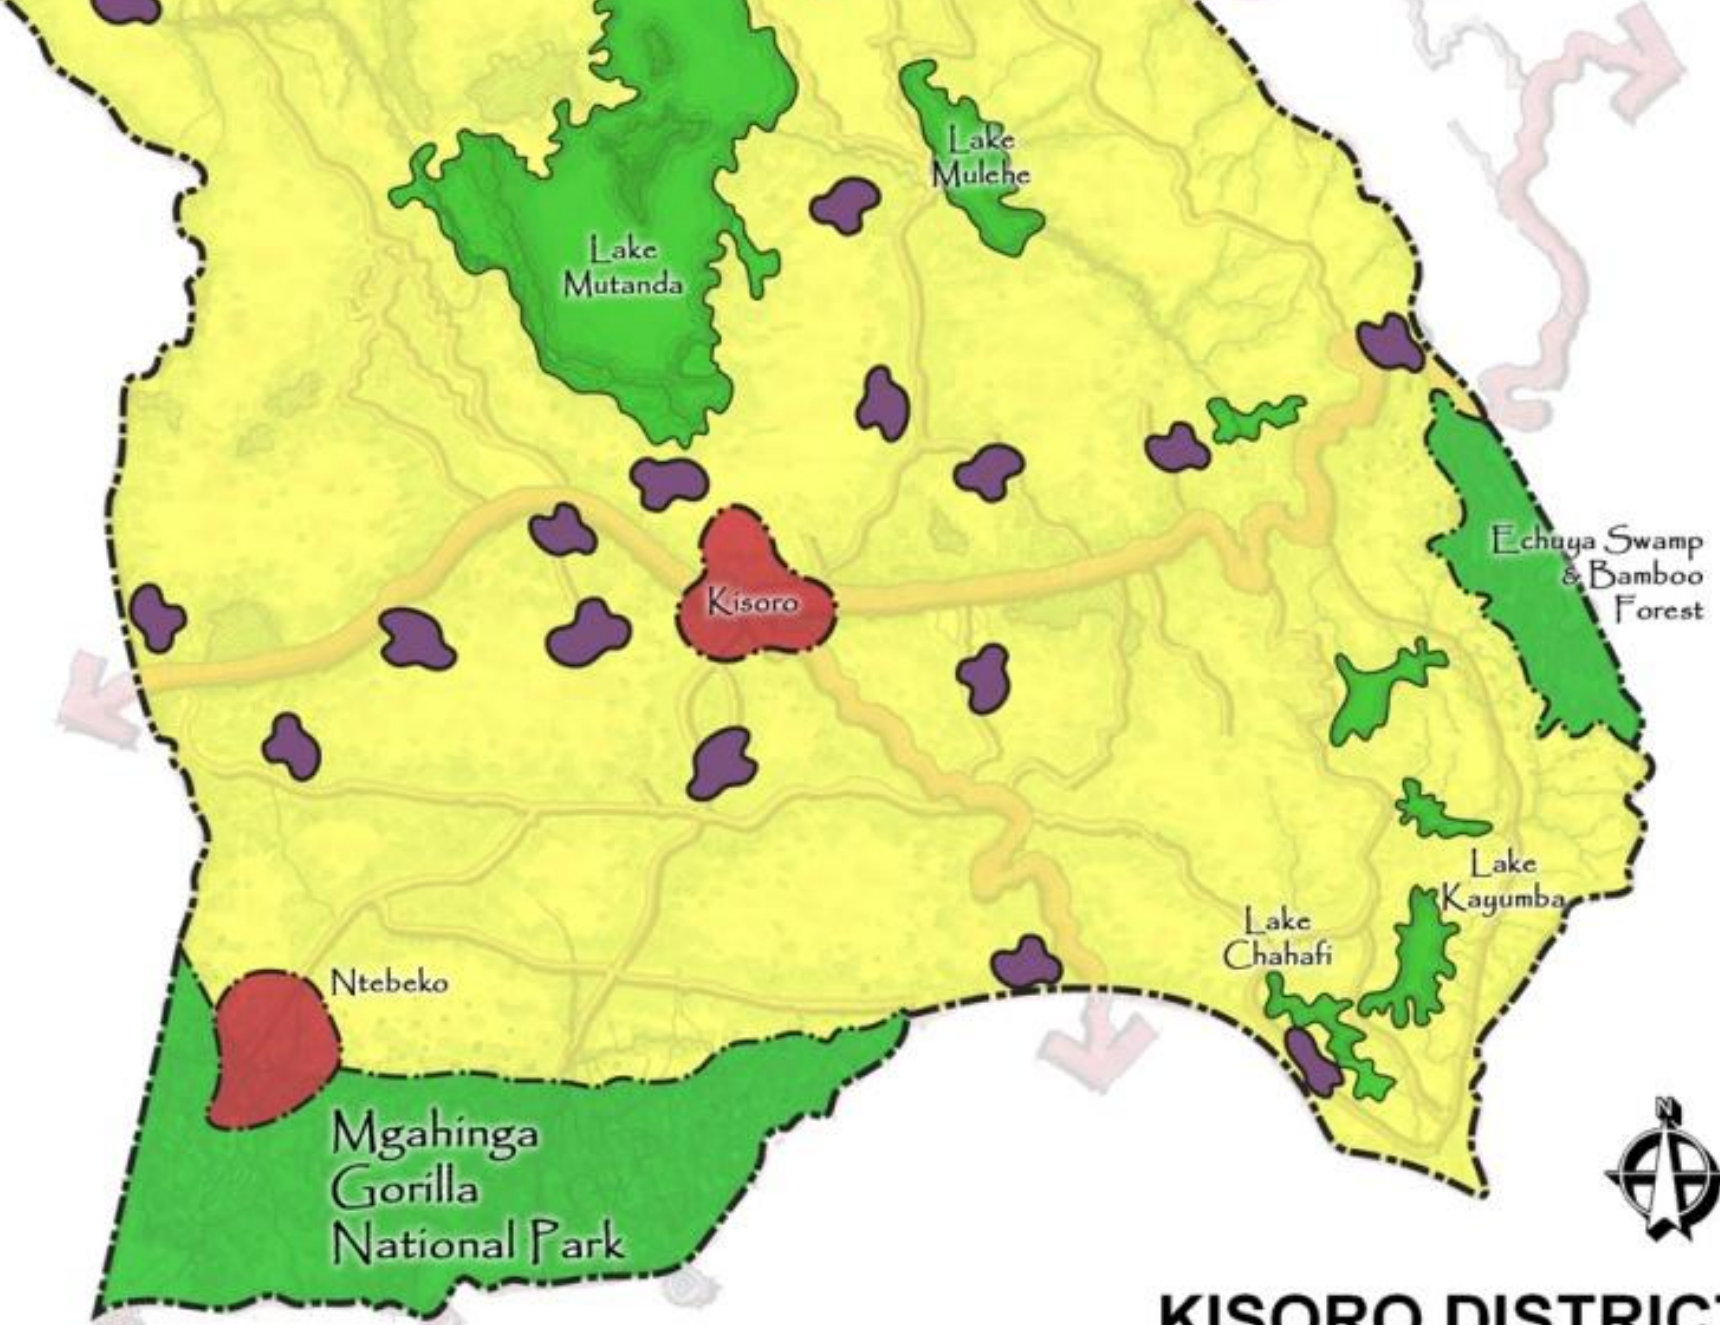 Lake
Mulehe
Lake
Mutanda
Echuya Swamp
& Bamboo
Forest
Kisoro
Lake
Kayumba
Lake
Chahafi
Ntebeko
Mgahinga
Gorilla
National Park
N
KISORO DISTRICT